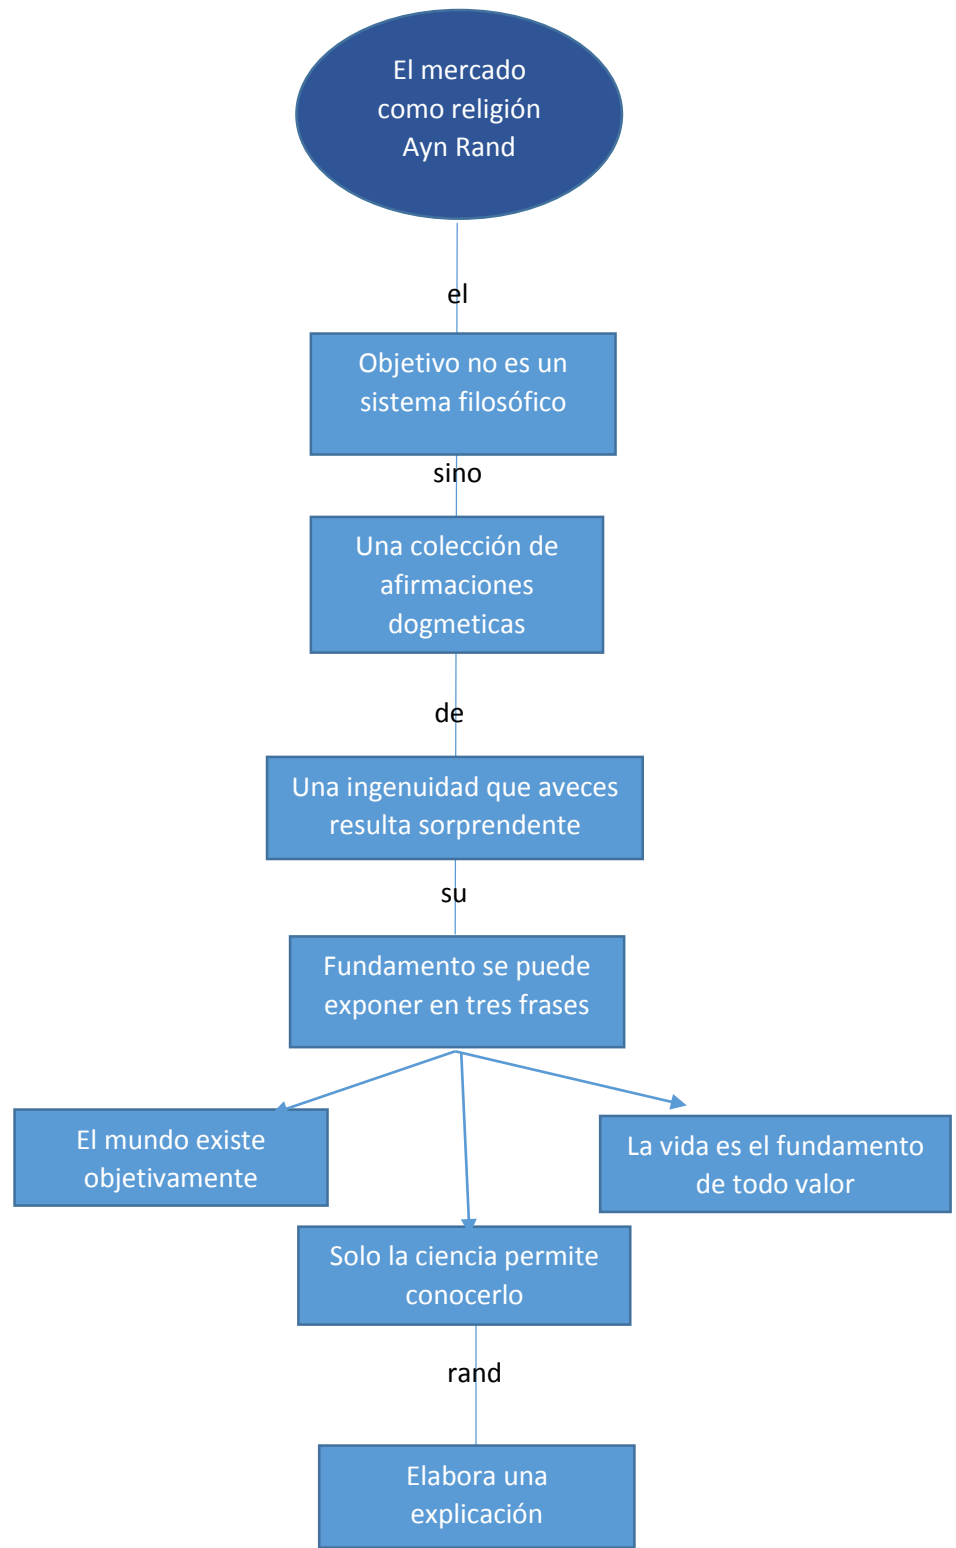 El mercado
como religión
Ayn Rand
el
Objetivo no es un
sistema filosófico
sino
Una colección de
afirmaciones
dogmeticas
de
Una ingenuidad que aveces
resulta sorprendente
su
Fundamento se puede
exponer en tres frases
El mundo existe
objetivamente
La vida es el fundamento
de todo valor
Solo la ciencia permite
conocerlo
rand
Elabora una
explicación